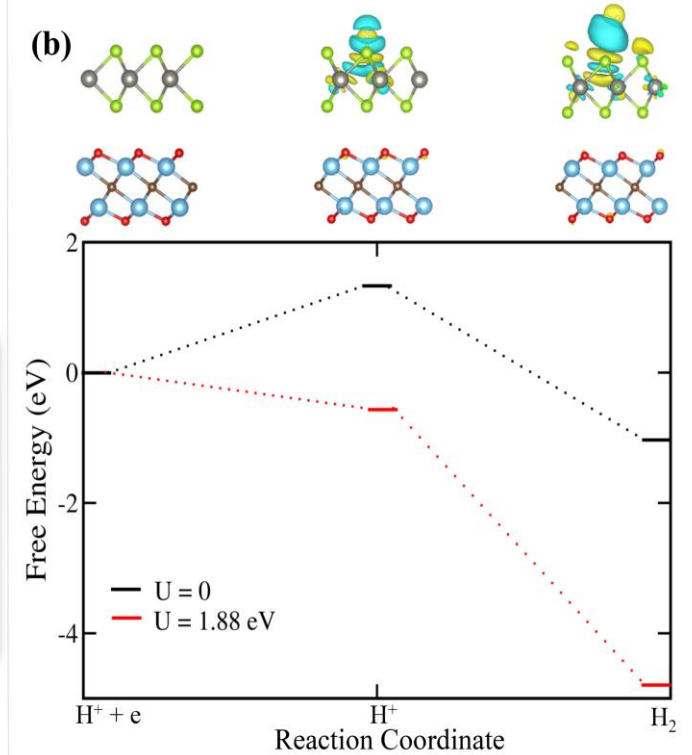 (b)
2
0
-2
-4
Free Energy (eV)
U = 0
U = 1.88 eV
H⁺ + e
H⁺
H₂
Reaction Coordinate